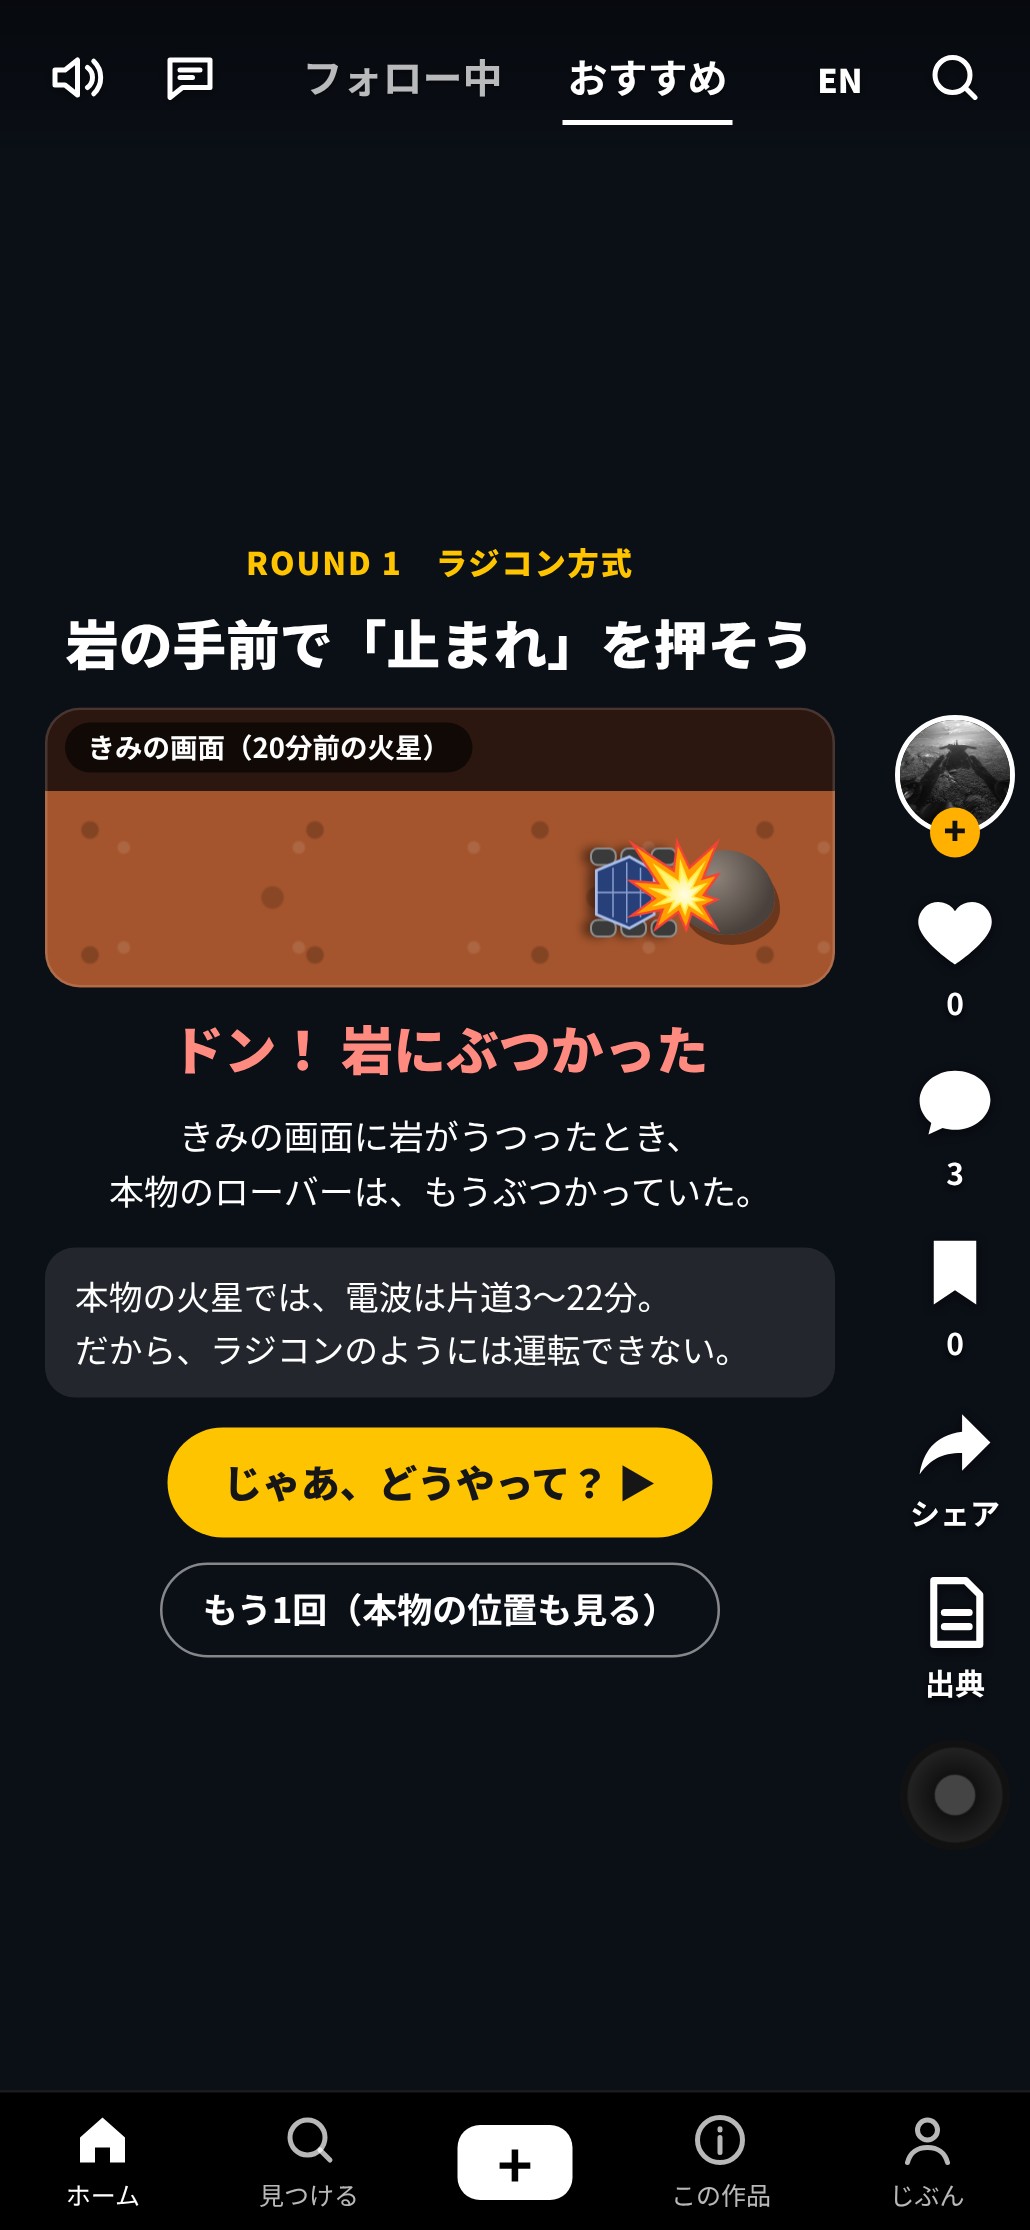 フォロー中
おすすめ
EN
ROUND 1 ラジコン方式
岩の手前で「止まれ」を押そう
きみの画面（20分前の火星）
ドン！ 岩にぶつかった
きみの画面に岩がうつったとき、
本物のローバーは、もうぶつかっていた。
本物の火星では、電波は片道3〜22分。
だから、ラジコンのようには運転できない。
じゃあ、どうやって？ ▶
もう1回（本物の位置も見る）
+
0
3
0
シェア
出典
ホーム
見つける
+
この作品
じぶん